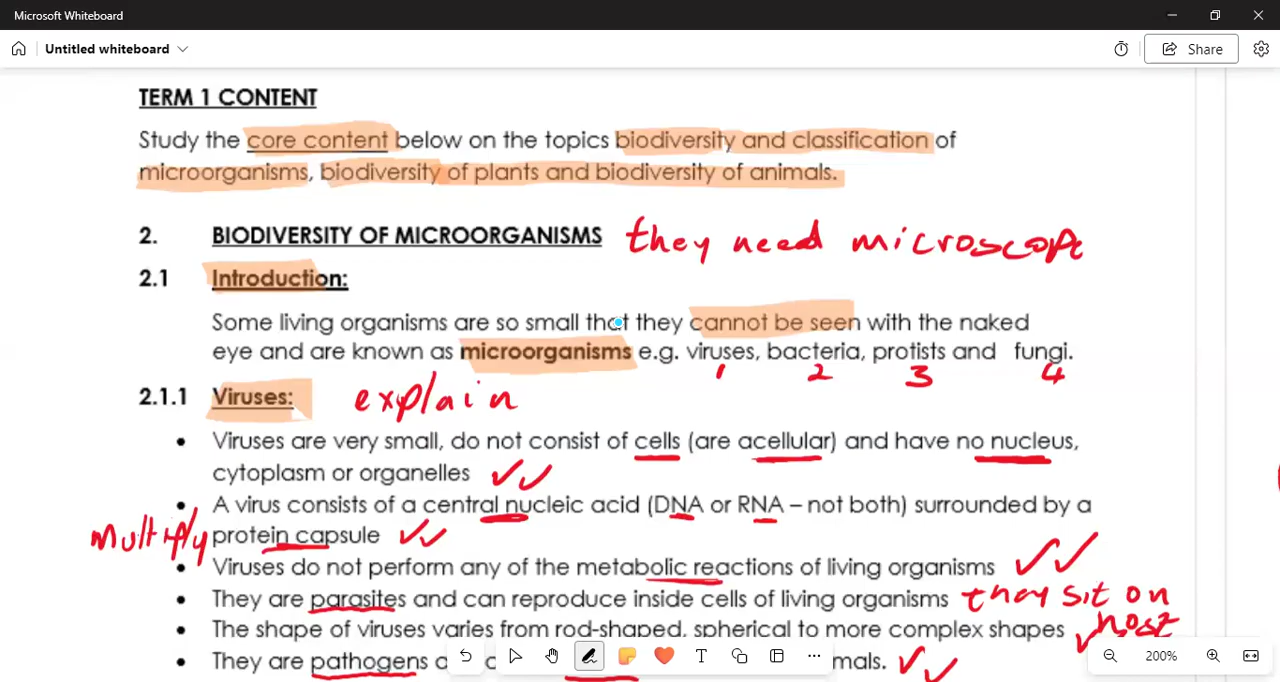 Microsoft Whiteboard
Untitled whiteboard
Share
TERM 1 CONTENT
Study the core content below on the topics biodiversity and classification of
microorganisms, biodiversity of plants and biodiversity of animals.
2. BIODIVERSITY OF MICROORGANISMS they need microscope
2.1 Introduction:
Some living organisms are so small that they cannot be seen with the naked
eye and are known as microorganisms e.g. viruses, bacteria, protists and fungi.
1 2 3 4
2.1.1 Viruses: explain
• Viruses are very small, do not consist of cells (are acellular) and have no nucleus,
cytoplasm or organelles
• A virus consists of a central nucleic acid (DNA or RNA – not both) surrounded by a
multiply protein capsule
• Viruses do not perform any of the metabolic reactions of living organisms
• They are parasites and can reproduce inside cells of living organisms they sit on
• The shape of viruses varies from rod-shaped, spherical to more complex shapes host
• They are pathogens
200%